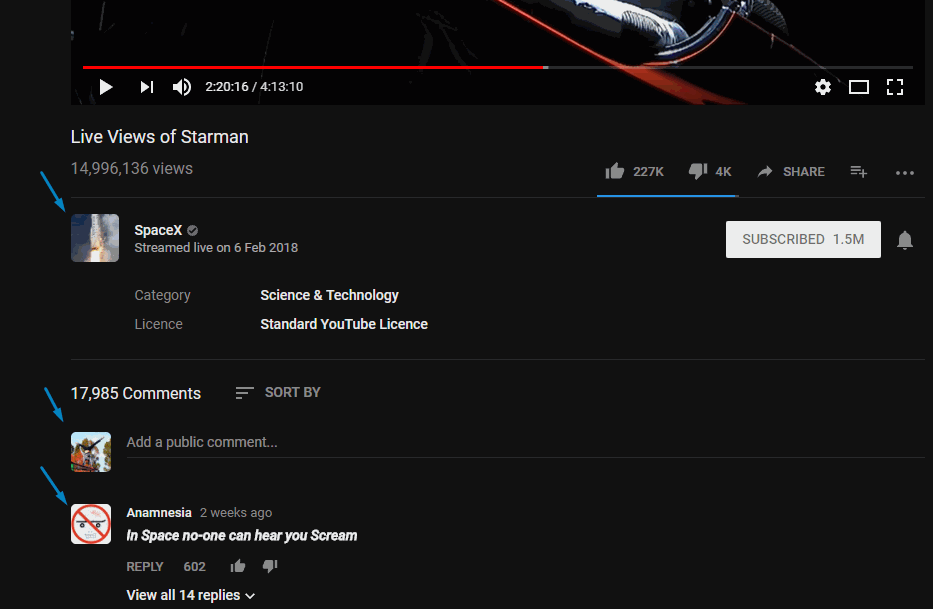 2:20:16 / 4:13:10
Live Views of Starman
14,996,136 views
227K
4K
SHARE
SpaceX
Streamed live on 6 Feb 2018
SUBSCRIBED 1.5M
Category Science & Technology
Licence Standard YouTube Licence
17,985 Comments
SORT BY
Add a public comment...
Anamnesia 2 weeks ago
In Space no-one can hear you Scream
REPLY 602
View all 14 replies